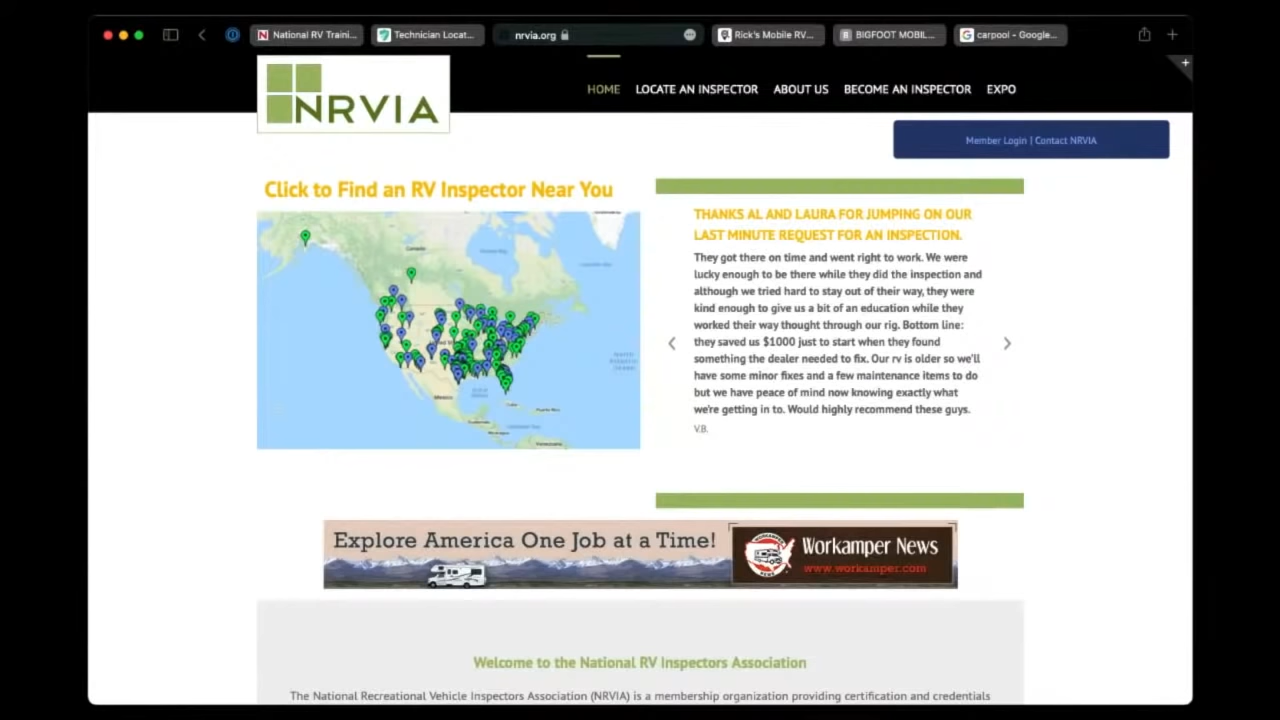 National RV Traini...
Technician Locat...
nrvia.org
Rick's Mobile RV...
BIGFOOT MOBIL...
carpool - Google...
NRVIA
HOME
LOCATE AN INSPECTOR
ABOUT US
BECOME AN INSPECTOR
EXPO
Member Login | Contact NRVIA
Click to Find an RV Inspector Near You
Canada
Mexico
Cuba
Puerto Rico
Guatemala
Nicaragua
THANKS AL AND LAURA FOR JUMPING ON OUR
LAST MINUTE REQUEST FOR AN INSPECTION.
They got there on time and went right to work. We were
lucky enough to be there while they did the inspection and
although we tried hard to stay out of their way, they were
kind enough to give us a bit of an education while they
worked their way thought through our rig. Bottom line:
they saved us $1000 just to start when they found
something the dealer needed to fix. Our rv is older so we'll
have some minor fixes and a few maintenance items to do
but we have peace of mind now knowing exactly what
we're getting in to. Would highly recommend these guys.
V.B.
Explore America One Job at a Time!
WORKAMPER
NEWS
Workamper News
www.workamper.com
Welcome to the National RV Inspectors Association
The National Recreational Vehicle Inspectors Association (NRVIA) is a membership organization providing certification and credentials